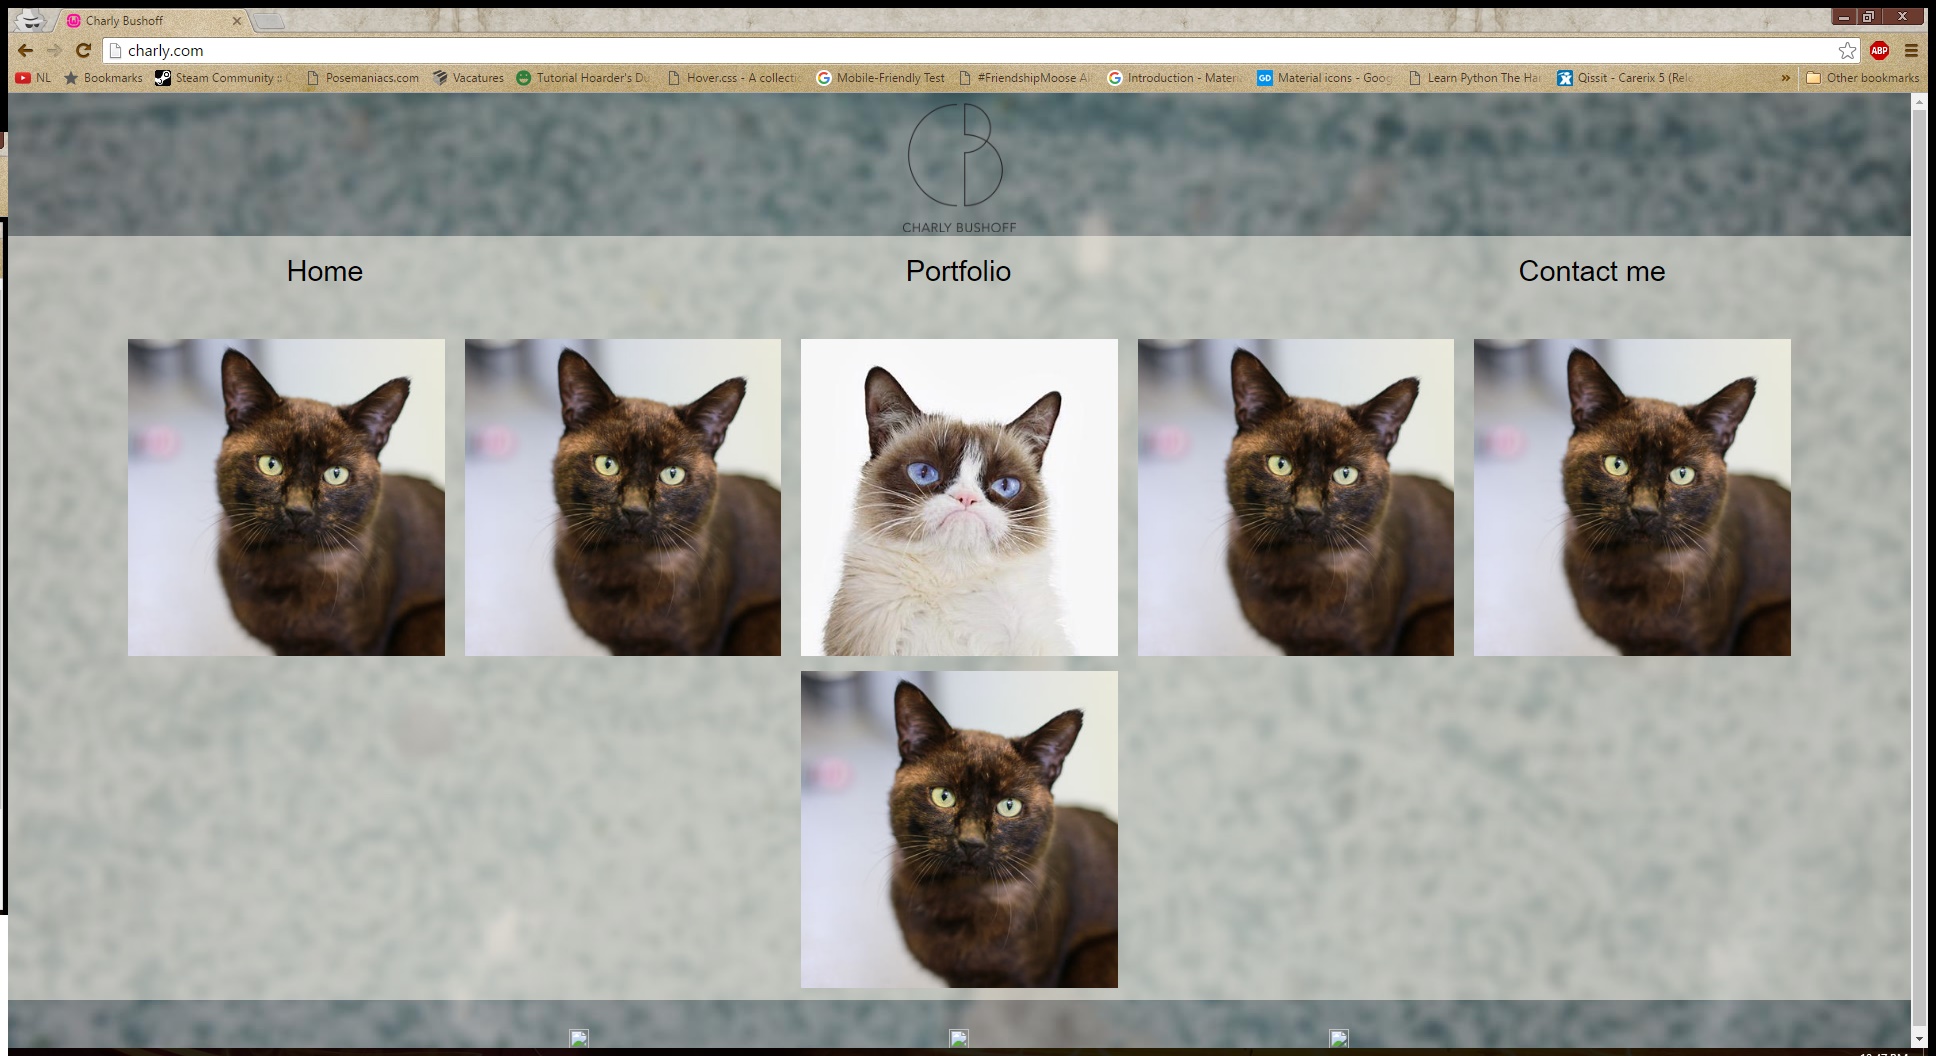 Charly Bushoff
charly.com
ABP
NL Bookmarks Steam Community :: Posemaniacs.com Vacatures Tutorial Hoarder's Hover.css - A collecti Mobile-Friendly Test #FriendshipMoose Introduction - Mater Material icons - Goog Learn Python The Ha Qissit - Carerix 5 (Rele » Other bookmarks
CHARLY BUSHOFF
Home Portfolio Contact me